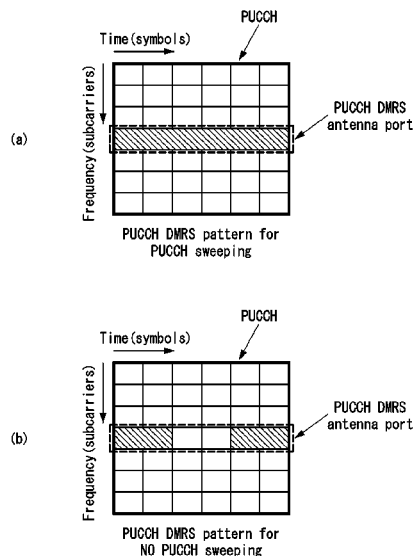 PUCCH
Time(symbols)
Frequency(subcarriers)
PUCCH DMRS
antenna port
(a)
PUCCH DMRS pattern for
PUCCH sweeping
PUCCH
Time(symbols)
Frequency(subcarriers)
PUCCH DMRS
antenna port
(b)
PUCCH DMRS pattern for
NO PUCCH sweeping